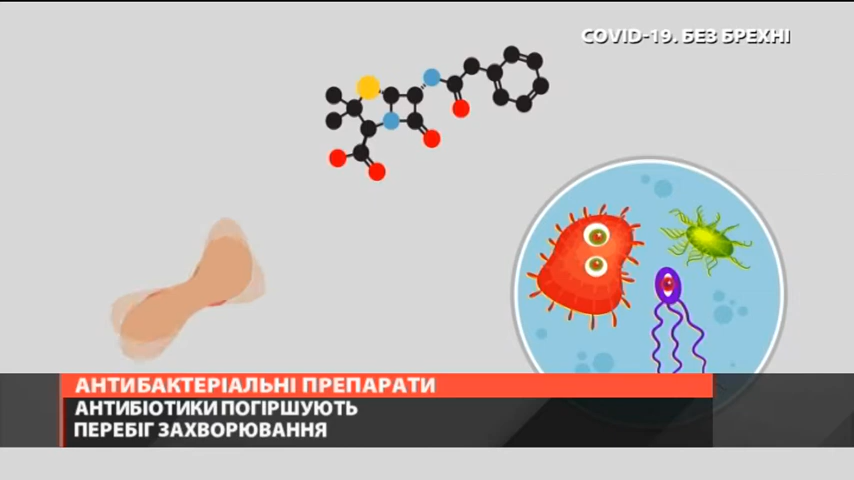 COVID-19. БЕЗ БРЕХНІ
АНТИБАКТЕРІАЛЬНІ ПРЕПАРАТИ
АНТИБІОТИКИ ПОГІРШУЮТЬ
ПЕРЕБІГ ЗАХВОРЮВАННЯ